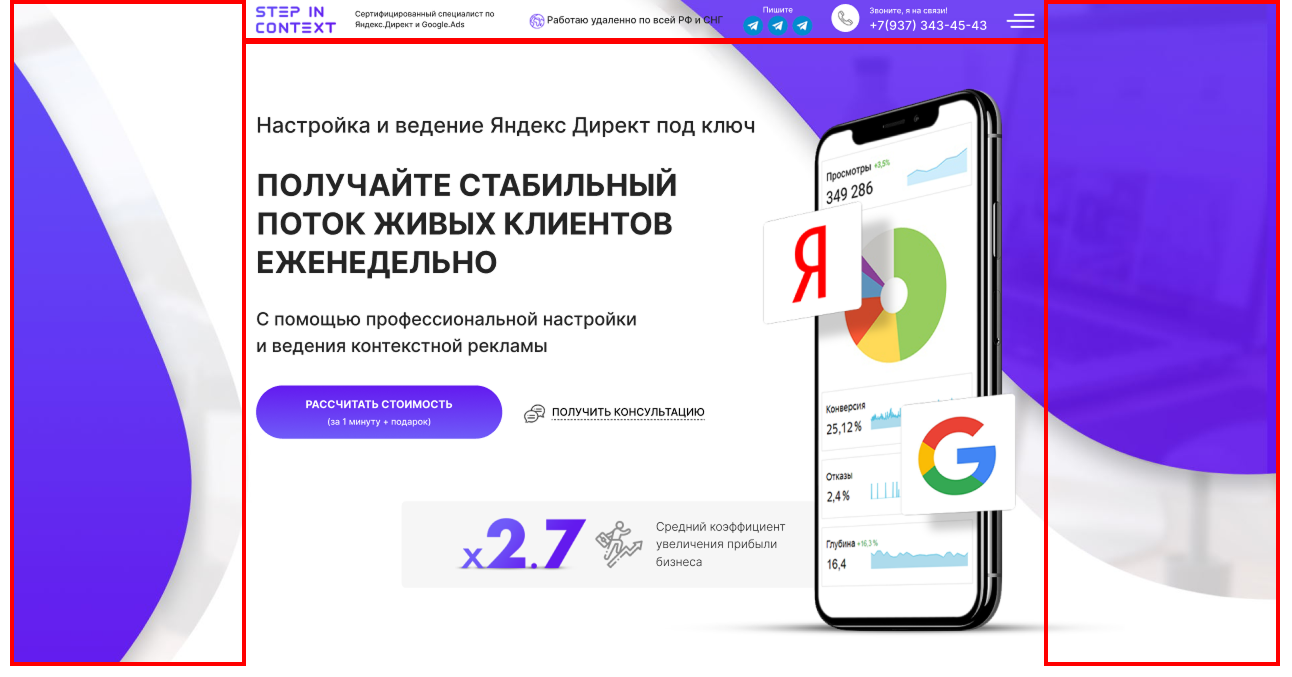 STEP IN
CONTEXT
Сертифицированный специалист по
Яндекс.Директ и Google.Ads
Работаю удаленно по всей РФ и СНГ
Пишите
Звоните, я на связи!
+7(937) 343-45-43
Настройка и ведение Яндекс Директ под ключ
ПОЛУЧАЙТЕ СТАБИЛЬНЫЙ
ПОТОК ЖИВЫХ КЛИЕНТОВ
ЕЖЕНЕДЕЛЬНО
С помощью профессиональной настройки
и ведения контекстной рекламы
РАССЧИТАТЬ СТОИМОСТЬ
(за 1 минуту + подарок)
ПОЛУЧИТЬ КОНСУЛЬТАЦИЮ
x2.7
Средний коэффициент
увеличения прибыли
бизнеса
Просмотры +3,5%
349 286
Я
Конверсия
25,12 %
G
Отказы
2,4 %
Глубина +16,3 %
16,4